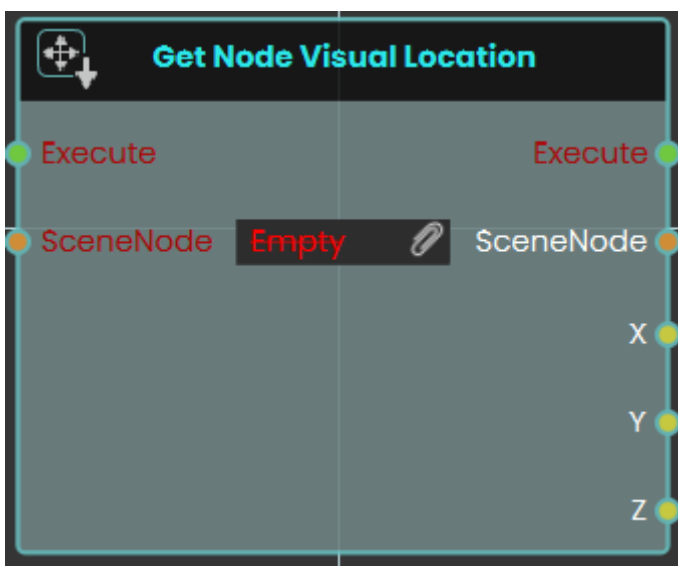 Get Node Visual Location
Execute Execute
SceneNode Empty SceneNode
X
Y
Z